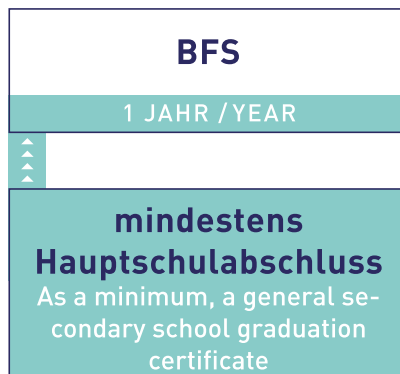 BFS
1 JAHR / YEAR
mindestens
Hauptschulabschluss
As a minimum, a general se-
condary school graduation
certificate